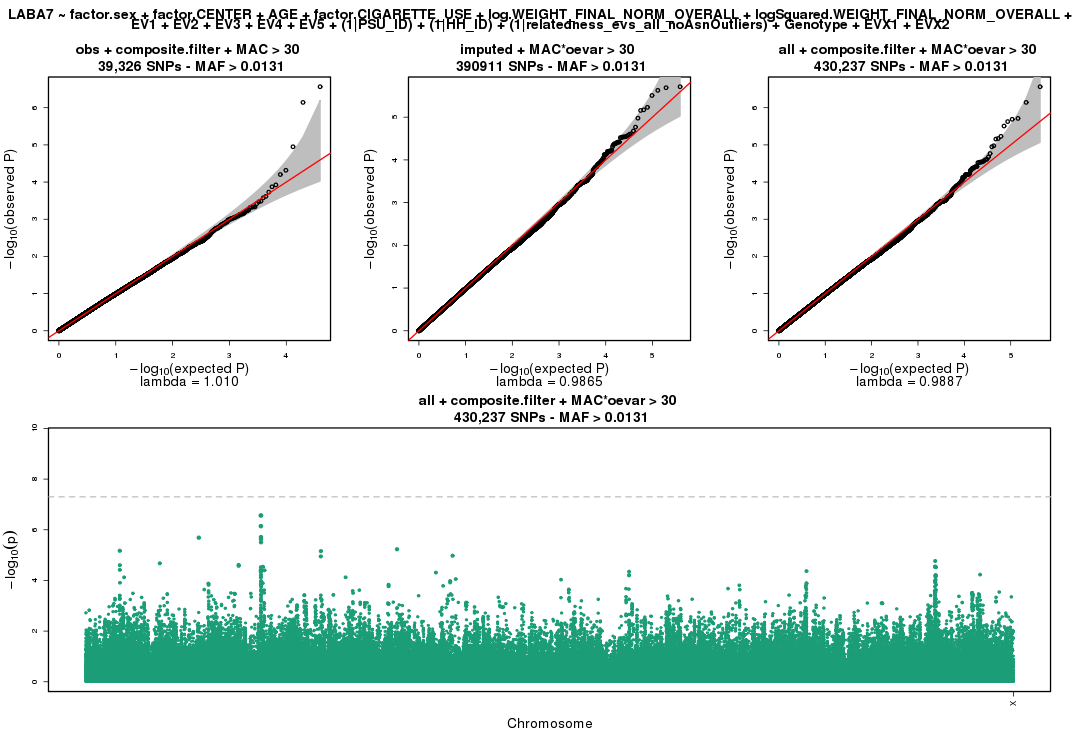 LABA7 ~ factor.sex + factor.CENTER + AGE + factor.CIGARETTE_USE + log.WEIGHT_FINAL_NORM_OVERALL + logSquared.WEIGHT_FINAL_NORM_OVERALL +
EV1 + EV2 + EV3 + EV4 + EV5 + (1|PSU_ID) + (1|HH_ID) + (1|relatedness_evs_all_noAsnOutliers) + Genotype + EVX1 + EVX2
obs + composite.filter + MAC > 30
39,326 SNPs - MAF > 0.0131
−log10(observed P)
0 1 2 3 4 5 6
0 1 2 3 4
−log10(expected P)
lambda = 1.010
imputed + MAC*oevar > 30
390911 SNPs - MAF > 0.0131
−log10(observed P)
0 1 2 3 4 5
0 1 2 3 4 5
−log10(expected P)
lambda = 0.9865
all + composite.filter + MAC*oevar > 30
430,237 SNPs - MAF > 0.0131
−log10(observed P)
0 1 2 3 4 5 6
0 1 2 3 4 5
−log10(expected P)
lambda = 0.9887
all + composite.filter + MAC*oevar > 30
430,237 SNPs - MAF > 0.0131
−log10(p)
0 2 4 6 8 10
X
Chromosome